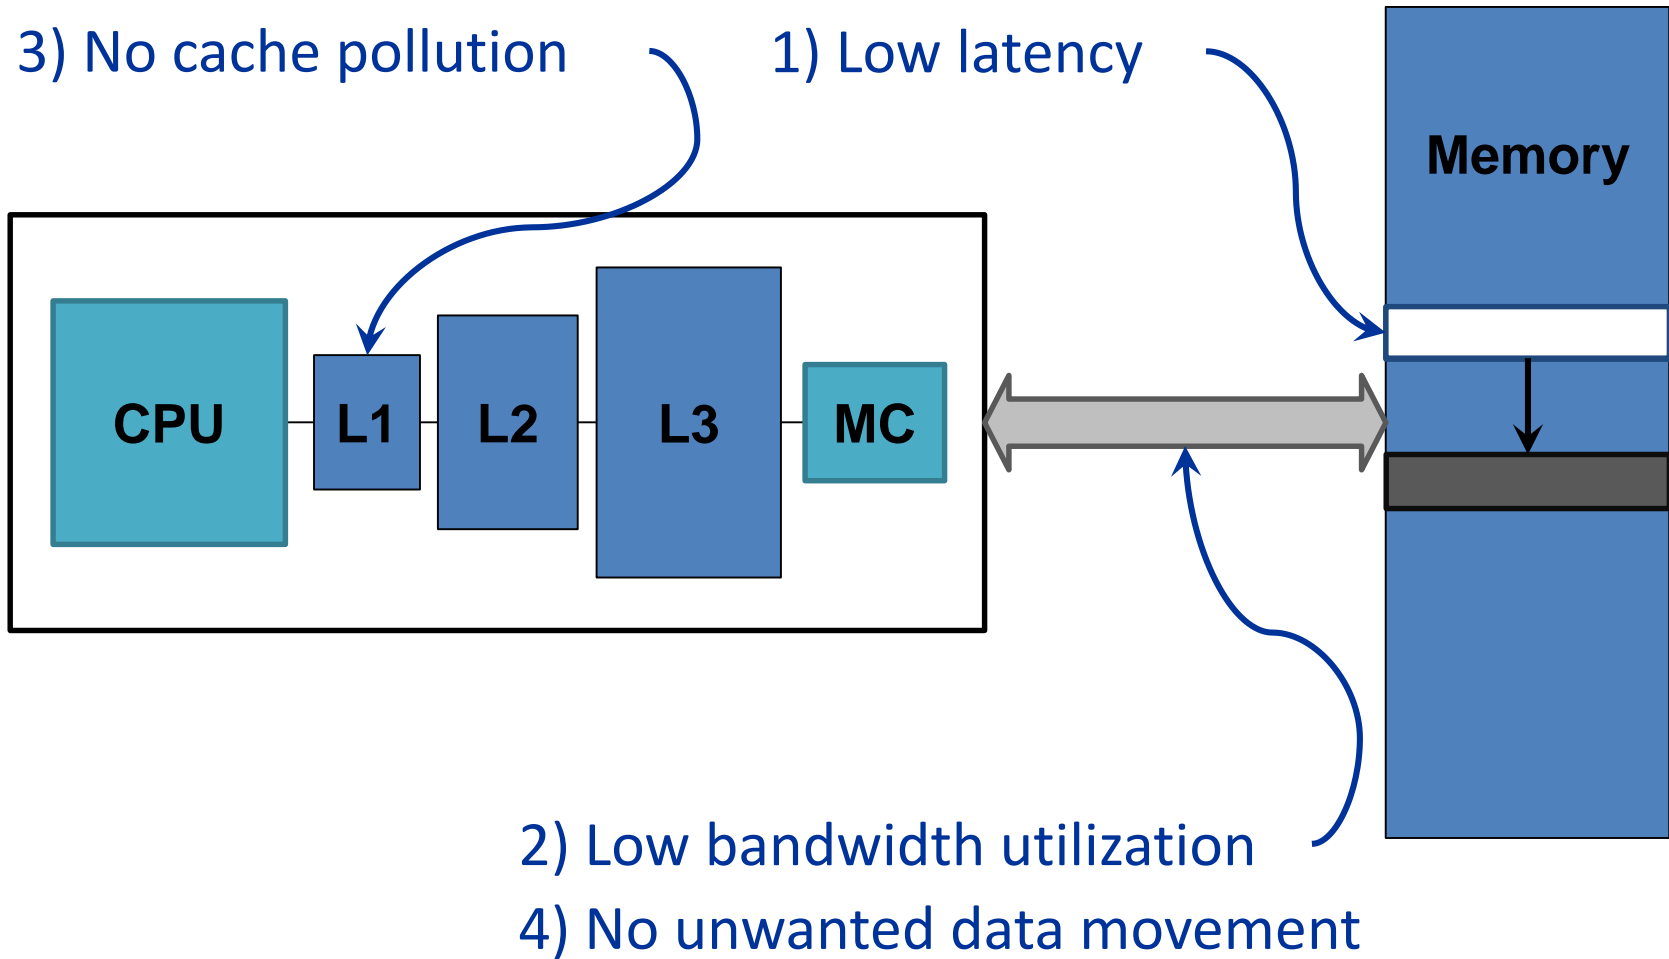 3) No cache pollution
1) Low latency
Memory
CPU
L1
L2
L3
MC
2) Low bandwidth utilization
4) No unwanted data movement